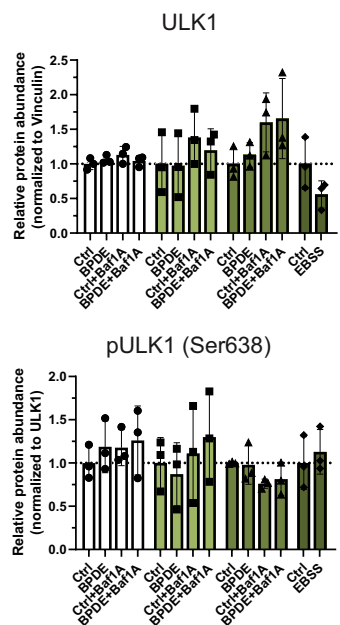 ULK1
Relative protein abundance
(normalized to Vinculin)
2.5
2.0
1.5
1.0
0.5
0.0
Ctrl
BPDE
Ctrl+Baf1A
BPDE+Baf1A
Ctrl
BPDE
Ctrl+Baf1A
BPDE+Baf1A
Ctrl
BPDE
Ctrl+Baf1A
BPDE+Baf1A
Ctrl
EBSS
pULK1 (Ser638)
Relative protein abundance
(normalized to ULK1)
2.0
1.5
1.0
0.5
0.0
Ctrl
BPDE
Ctrl+Baf1A
BPDE+Baf1A
Ctrl
BPDE
Ctrl+Baf1A
BPDE+Baf1A
Ctrl
BPDE
Ctrl+Baf1A
BPDE+Baf1A
Ctrl
EBSS